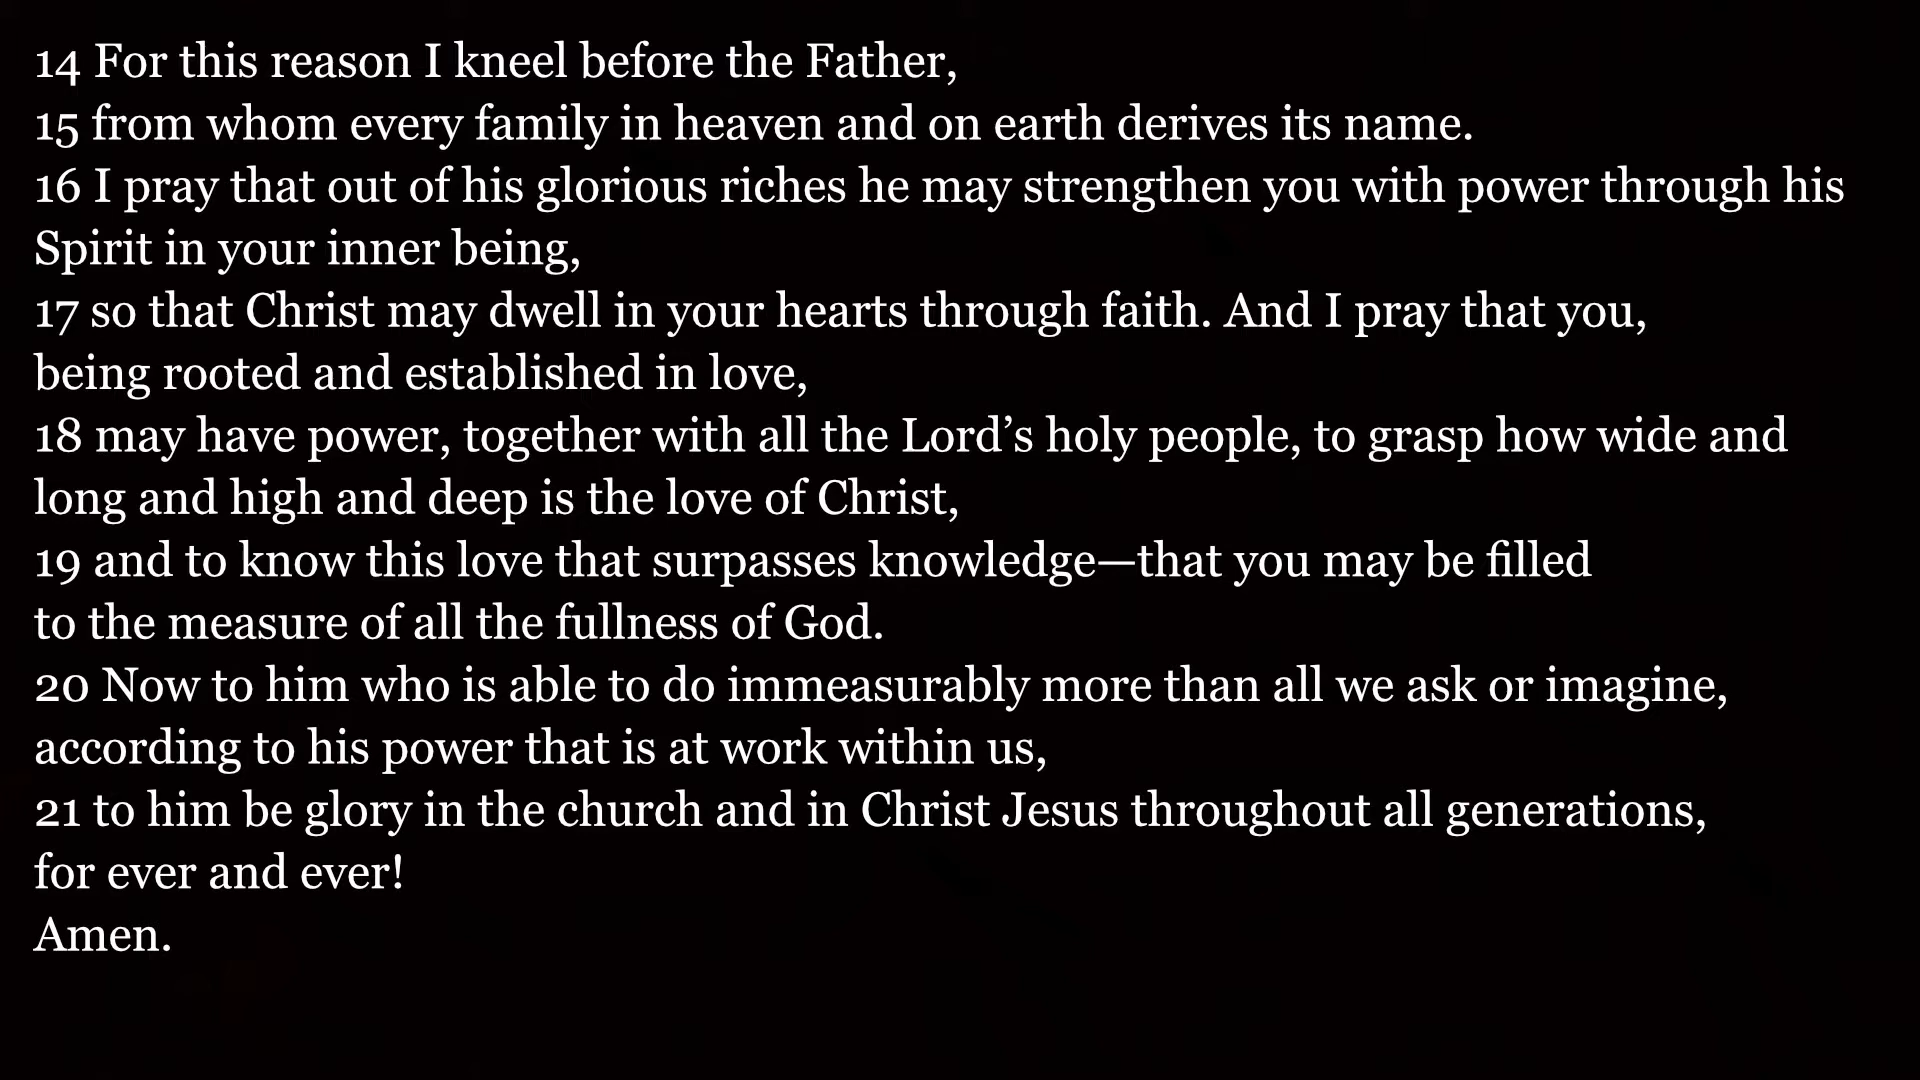 14 For this reason I kneel before the Father,
15 from whom every family in heaven and on earth derives its name.
16 I pray that out of his glorious riches he may strengthen you with power through his
Spirit in your inner being,
17 so that Christ may dwell in your hearts through faith. And I pray that you,
being rooted and established in love,
18 may have power, together with all the Lord’s holy people, to grasp how wide and
long and high and deep is the love of Christ,
19 and to know this love that surpasses knowledge—that you may be filled
to the measure of all the fullness of God.
20 Now to him who is able to do immeasurably more than all we ask or imagine,
according to his power that is at work within us,
21 to him be glory in the church and in Christ Jesus throughout all generations,
for ever and ever!
Amen.